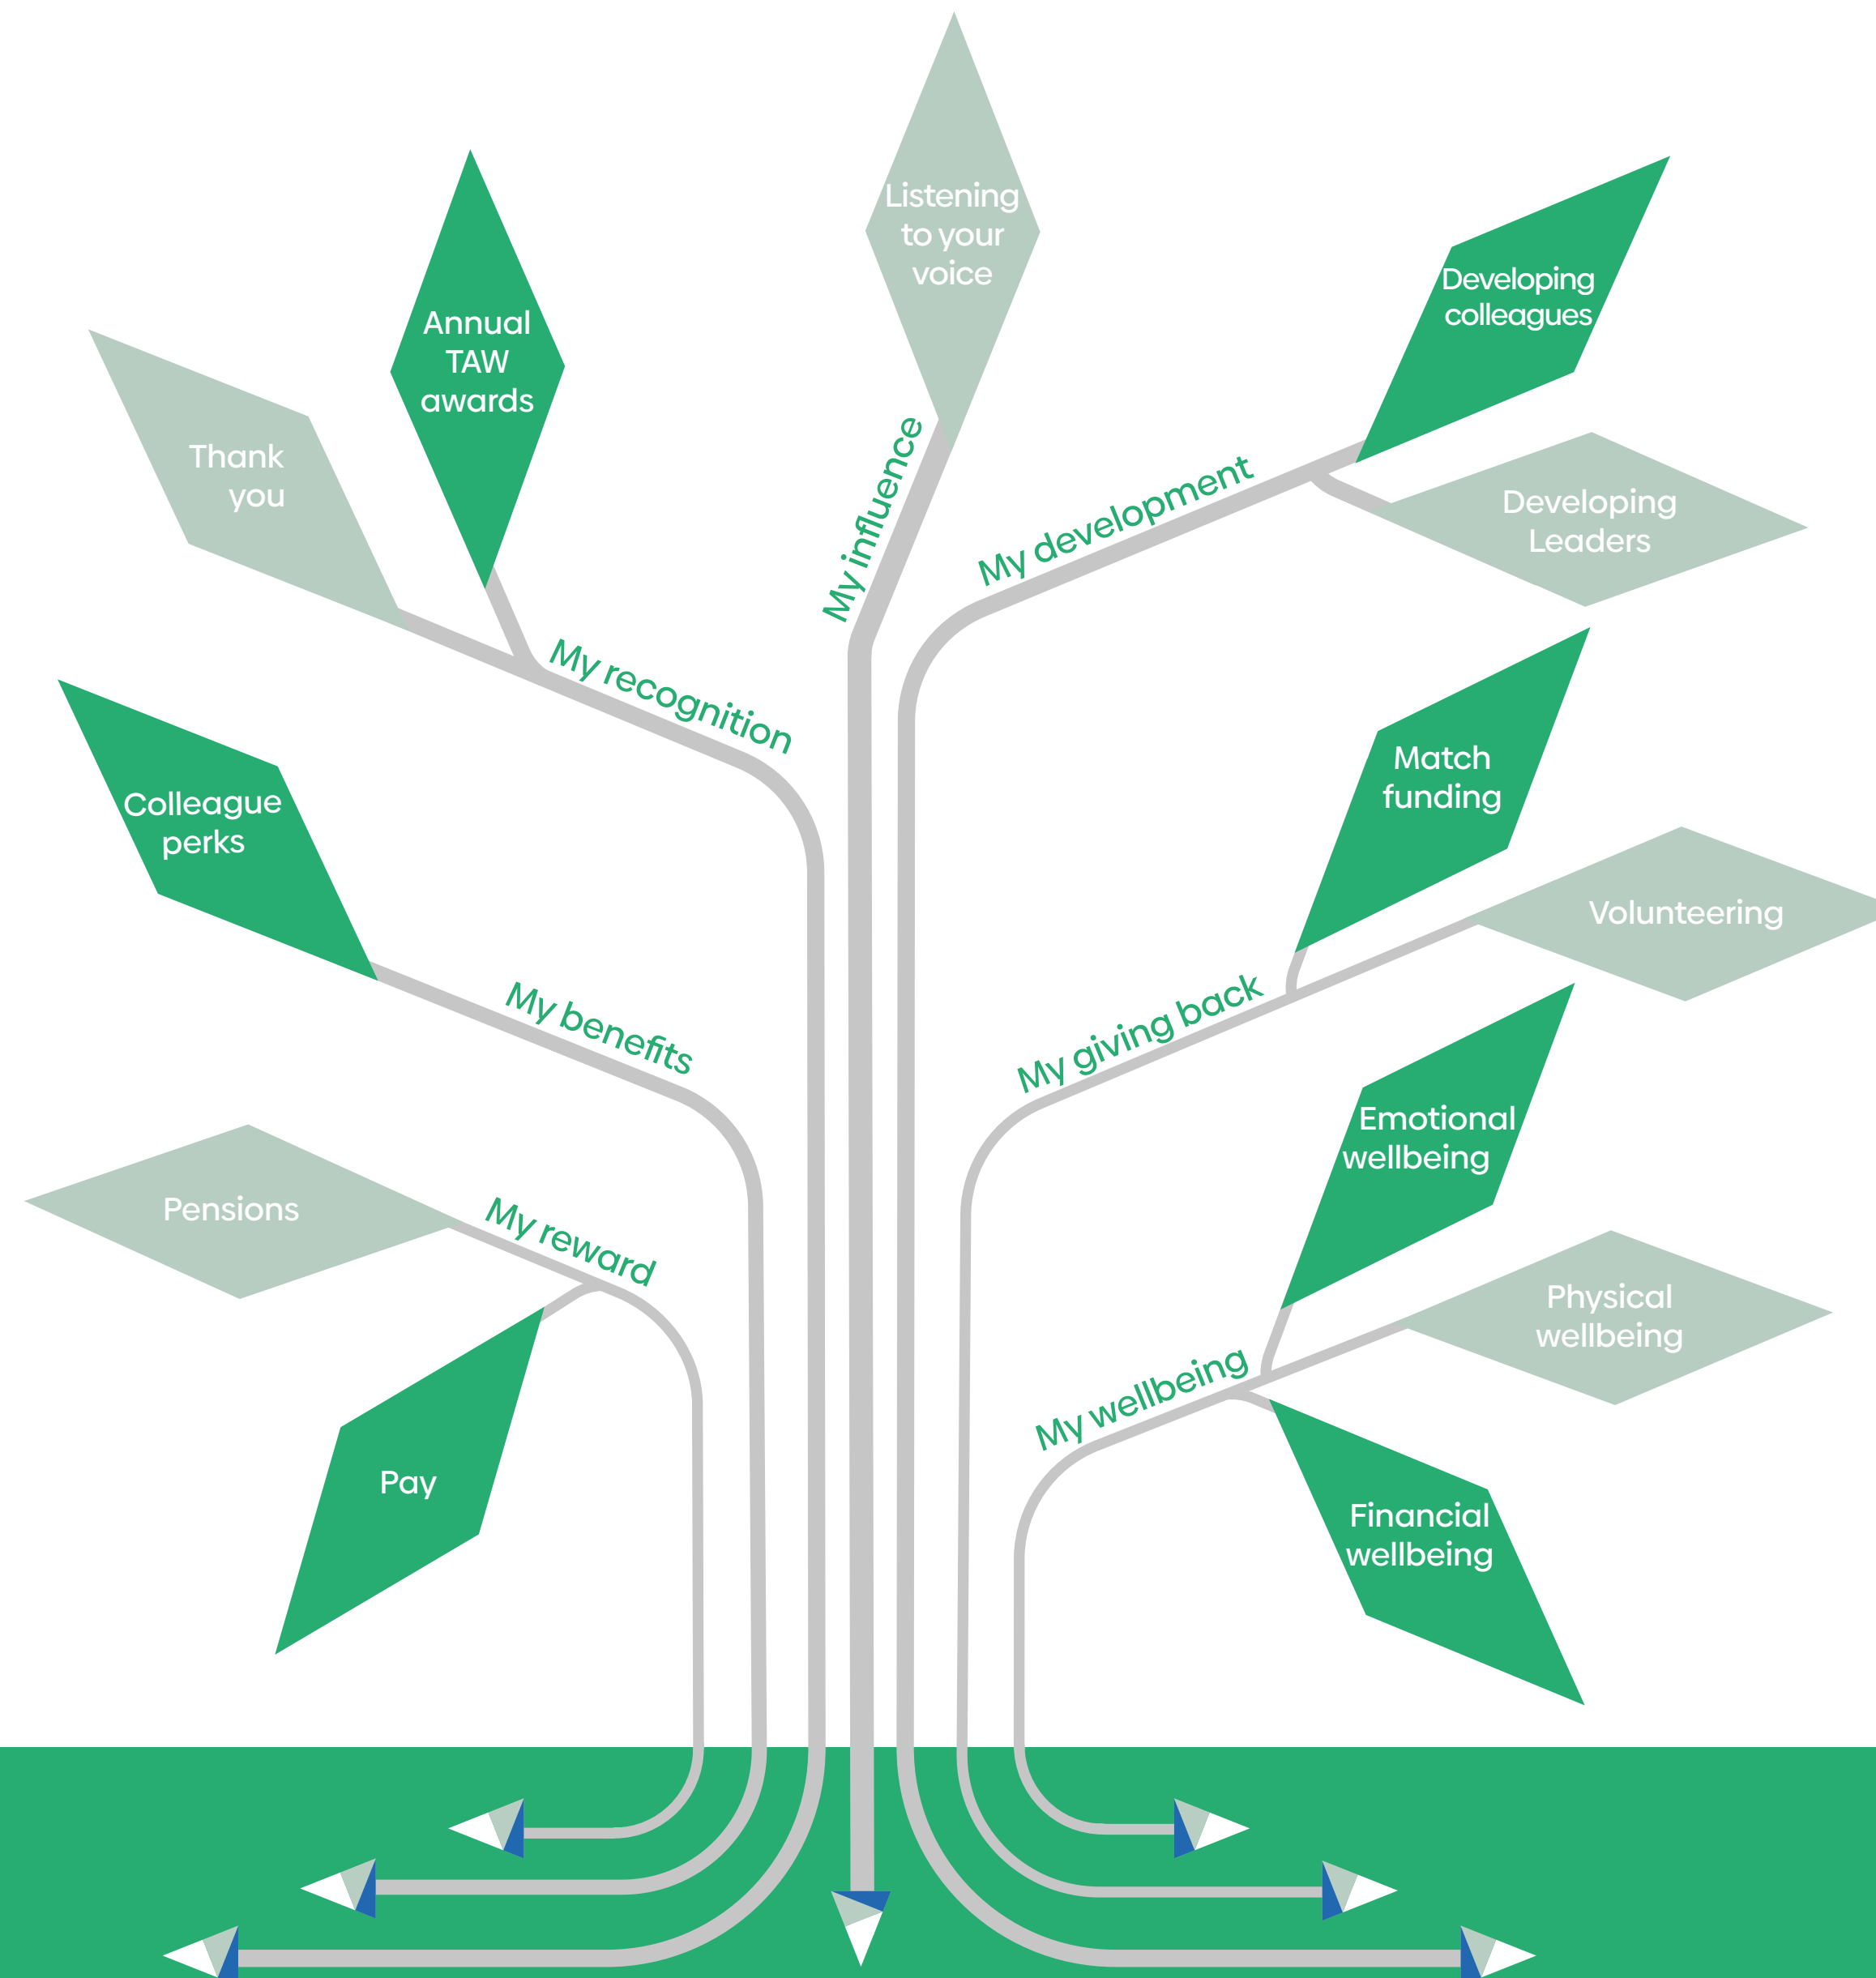 Listening
to your
voice
Annual
TAW
awards
Thank
you
Developing
colleagues
Developing
Leaders
My influence
My development
My recognition
Colleague
perks
Match
funding
Volunteering
My benefits
My giving back
Emotional
wellbeing
Pensions
My reward
Physical
wellbeing
My wellbeing
Pay
Financial
wellbeing